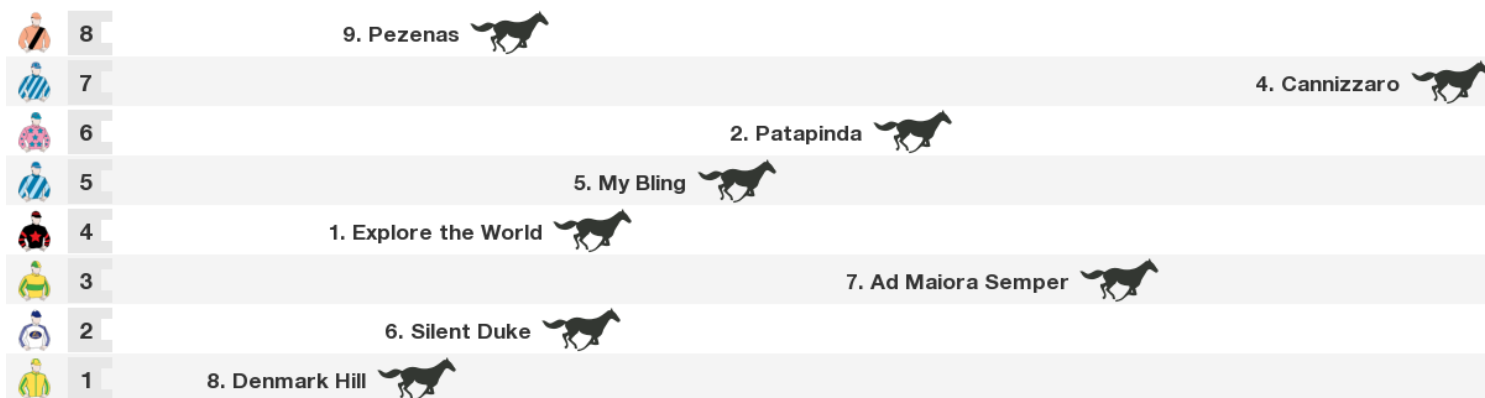 8 9. Pezenas
7 4. Cannizzaro
6 2. Patapinda
5 5. My Bling
4 1. Explore the World
3 7. Ad Maiora Semper
2 6. Silent Duke
1 8. Denmark Hill